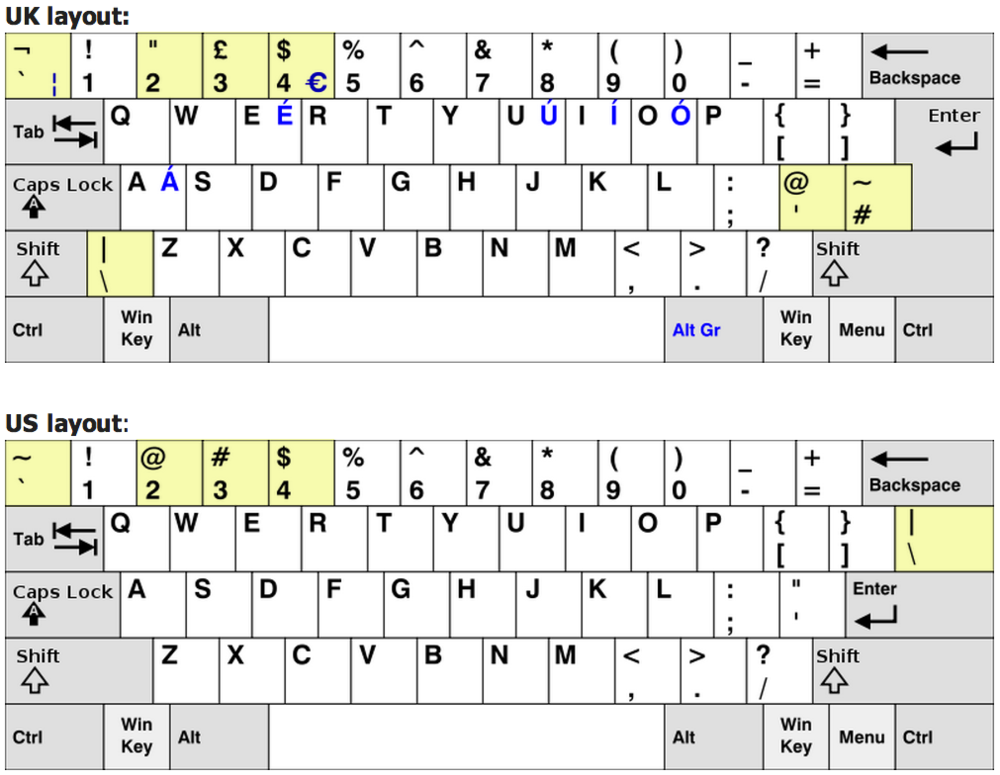 UK layout:
¬ ! " £ $ % ^ & * ( ) _ +
` ¦ 1 2 3 4 € 5 6 7 8 9 0 - = Backspace
Tab Q W E É R T Y U Ú I Í O Ó P { } Enter
[ ]
Caps Lock A Á S D F G H J K L : @ ~
A ; ' #
Shift | Z X C V B N M < > ? Shift
\ , . /
Ctrl Win Key Alt Alt Gr Win Key Menu Ctrl
US layout:
~ ! @ # $ % ^ & * ( ) _ +
` 1 2 3 4 5 6 7 8 9 0 - = Backspace
Tab Q W E R T Y U I O P { } |
[ ] \
Caps Lock A S D F G H J K L : " Enter
A ; '
Shift Z X C V B N M < > ? Shift
, . /
Ctrl Win Key Alt Alt Win Key Menu Ctrl